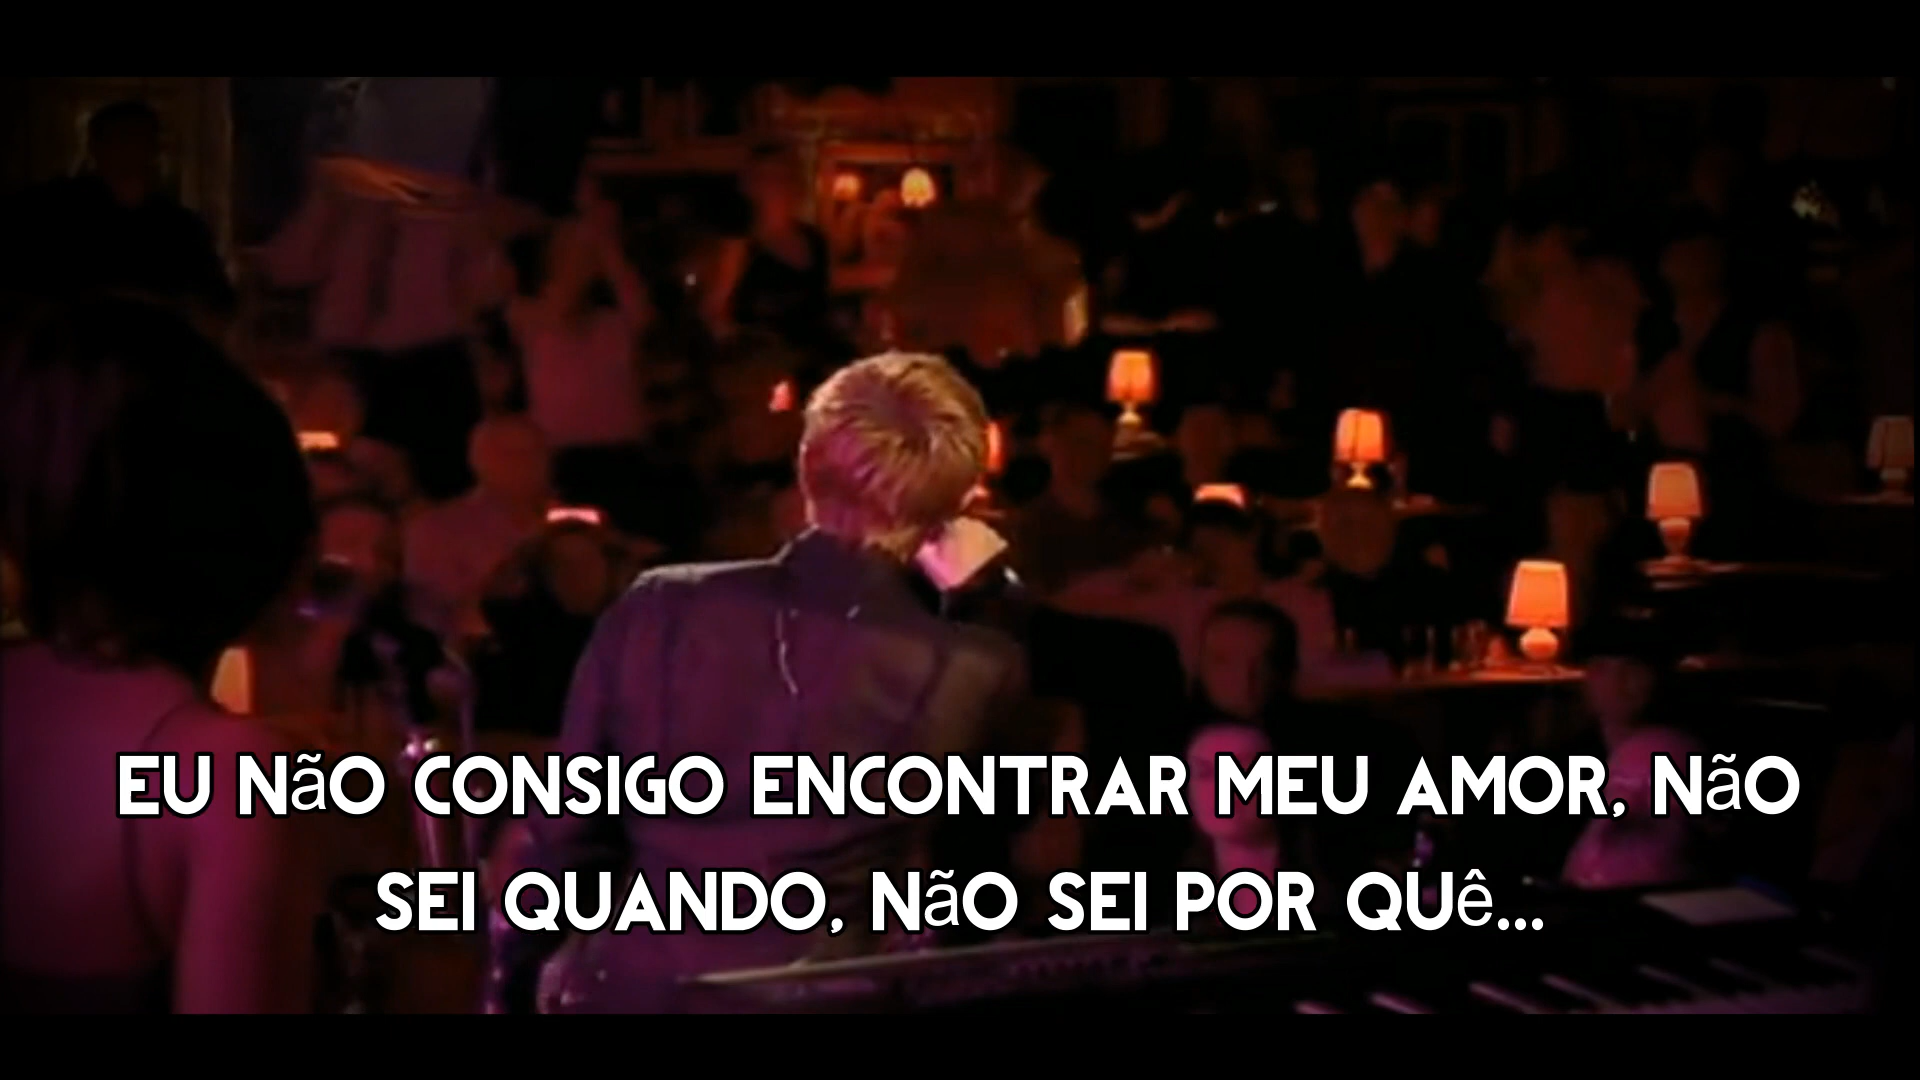 EU NãO CONSIGO ENCONTRAR MEU AMOR, NãO
SEI QUANDO, NãO SEI POR QUê...